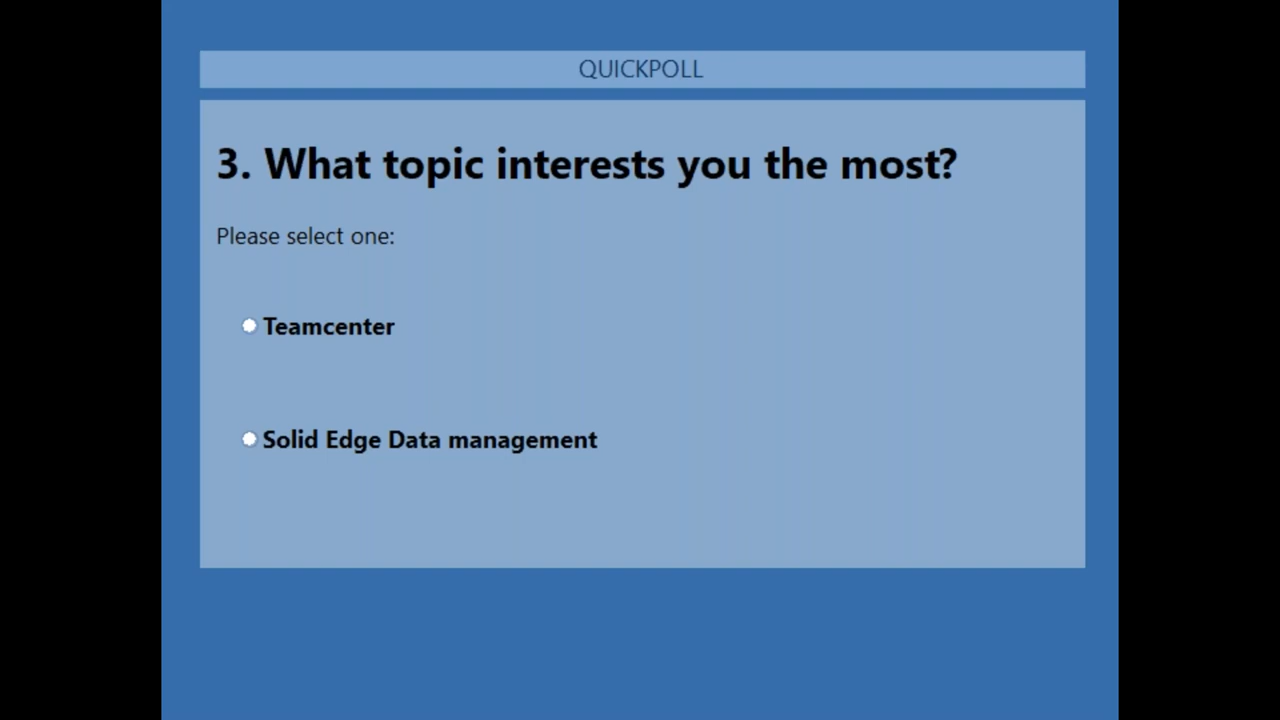 QUICKPOLL
3. What topic interests you the most?
Please select one:
Teamcenter
Solid Edge Data management